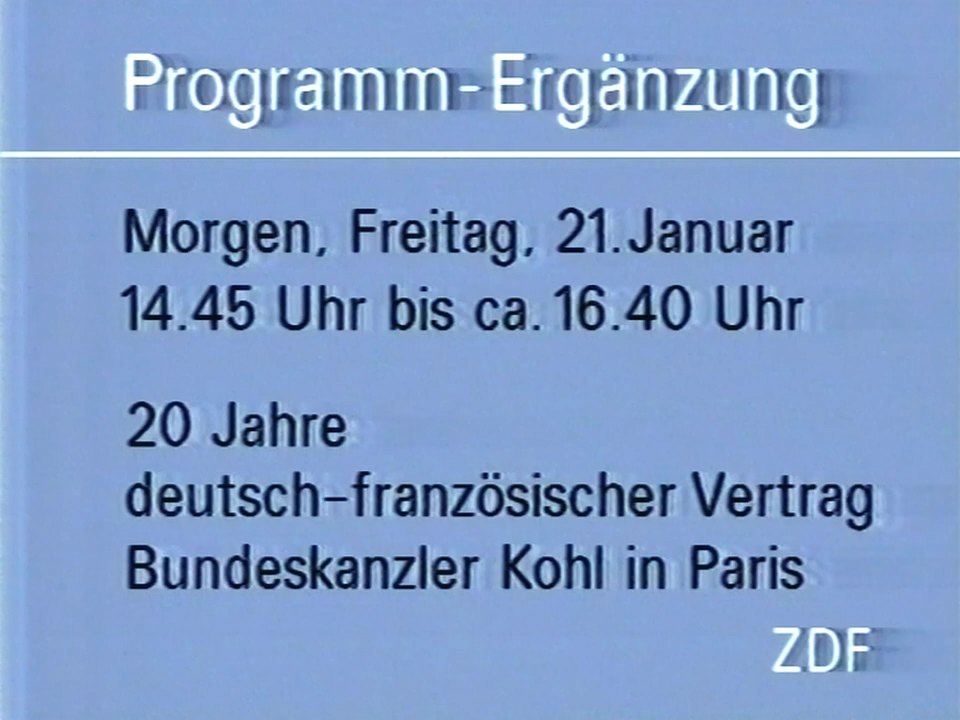 Programm-Ergänzung
Morgen, Freitag, 21. Januar
14.45 Uhr bis ca. 16.40 Uhr
20 Jahre
deutsch-französischer Vertrag
Bundeskanzler Kohl in Paris
ZDF